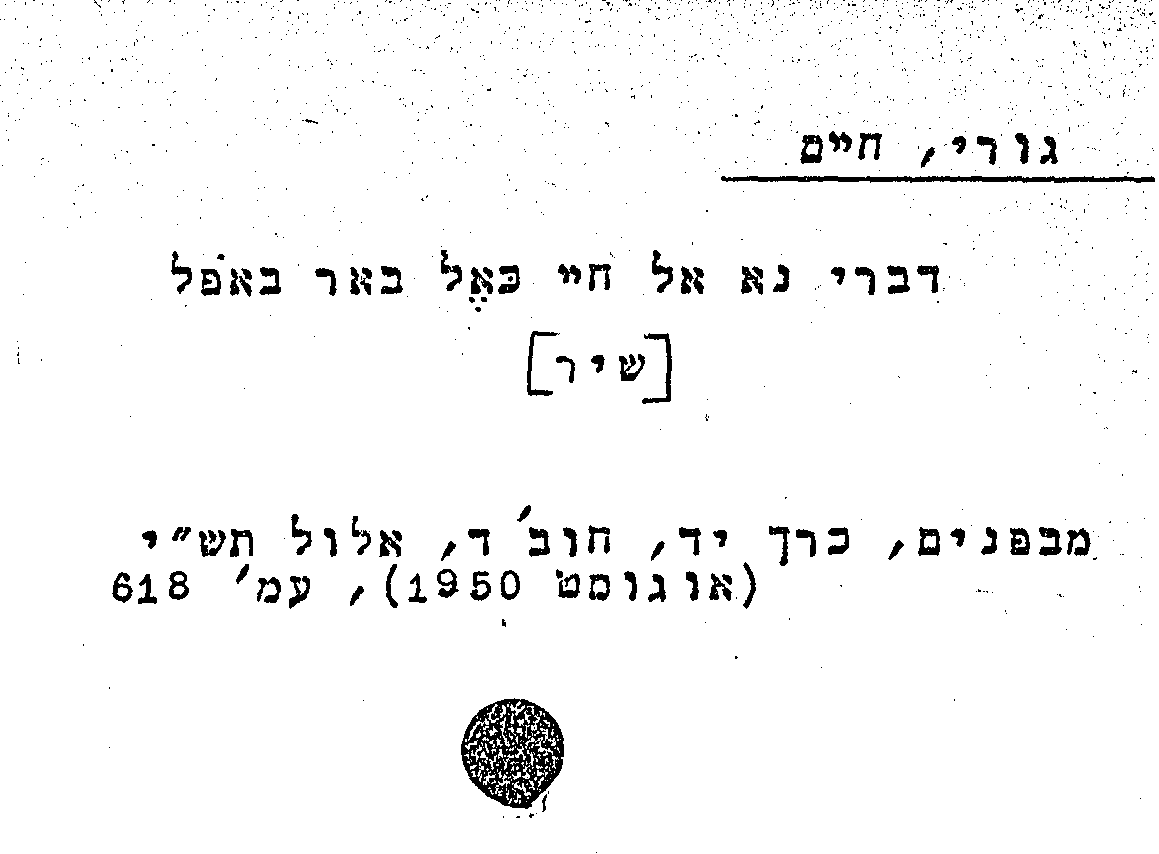 גורי, חיים
דברי נא אל חיי כּאֶל באר באֹפל
[שיר]
מבפנים, כרך יד, חוב' ד, אלול תש"י
(אוגוסט 1950), עמ' 618